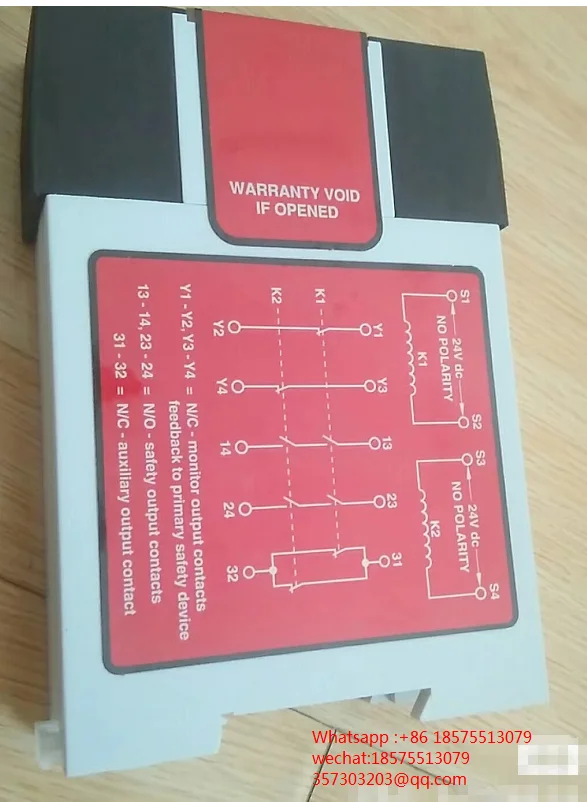 WARRANTY VOID
IF OPENED
S1
24V dc
S2
NO POLARITY
K1
S3
24V dc
S4
NO POLARITY
K2
Y1
Y3
13
23
31
K1
K2
Y2
Y4
14
24
32
Y1 - Y2, Y3 - Y4 = N/C - monitor output contacts
feedback to primary safety device
13 - 14, 23 - 24 = N/O - safety output contacts
31 - 32 = N/C - auxiliary output contact
Whatsapp :+86 18575513079
wechat:18575513079
357303203@qq.com